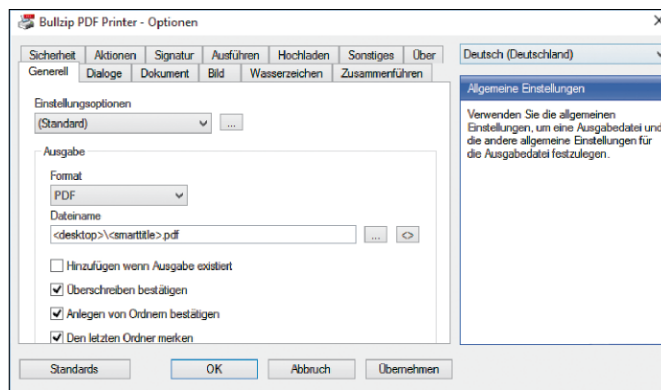 Bullzip PDF Printer - Optionen
Sicherheit Aktionen Signatur Ausführen Hochladen Sonstiges Über
Generell Dialoge Dokument Bild Wasserzeichen Zusammenführen
Einstellungsoptionen
(Standard) ...
Ausgabe
Format
PDF
Dateiname
<desktop>\<smarttitle>.pdf ... <>
Hinzufügen wenn Ausgabe existiert
Überschreiben bestätigen
Anlegen von Ordnern bestätigen
Den letzten Ordner merken
Standards OK Abbruch Übernehmen
Deutsch (Deutschland)
Allgemeine Einstellungen
Verwenden Sie die allgemeinen
Einstellungen, um eine Ausgabedatei und
die andere allgemeine Einstellungen für
die Ausgabedatei festzulegen.